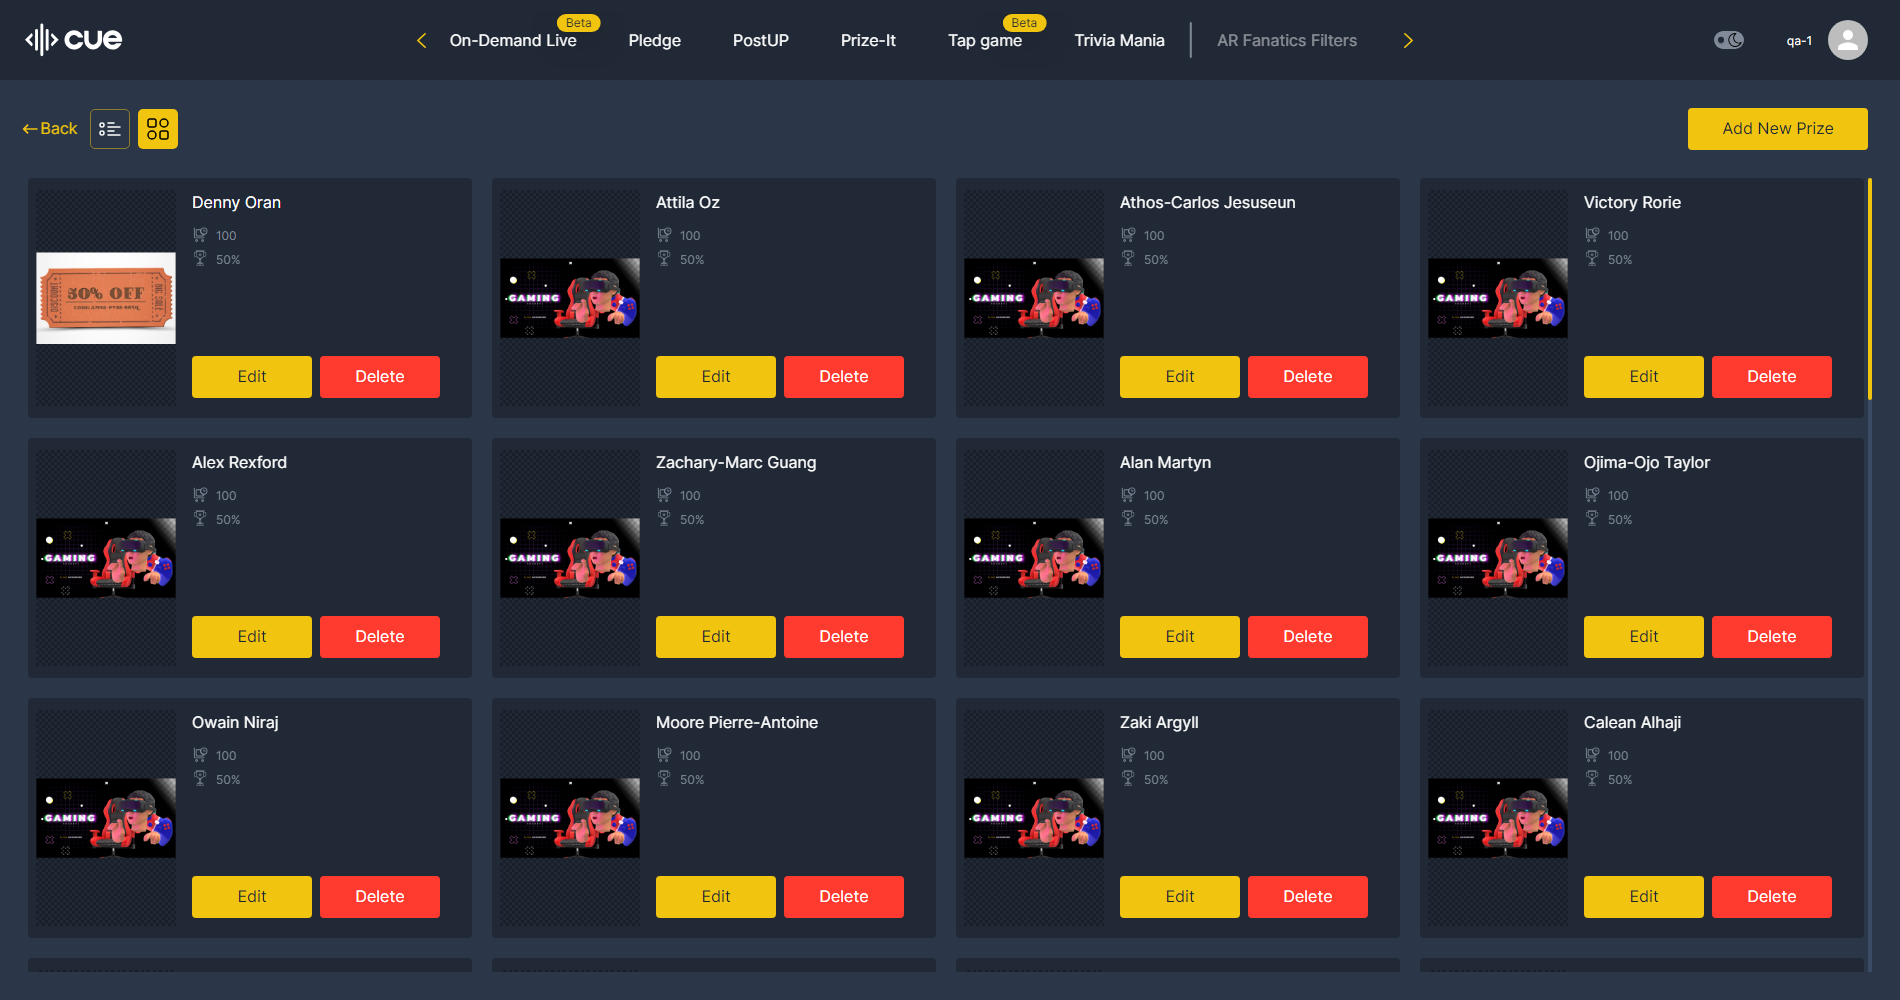 cue
On-Demand Live
Beta
Pledge
PostUP
Prize-It
Tap game
Beta
Trivia Mania
AR Fanatics Filters
qa-1
Back
Add New Prize
Denny Oran
100
50%
50% OFF
Edit
Delete
Attila Oz
100
50%
GAMING
Edit
Delete
Athos-Carlos Jesuseun
100
50%
GAMING
Edit
Delete
Victory Rorie
100
50%
GAMING
Edit
Delete
Alex Rexford
100
50%
GAMING
Edit
Delete
Zachary-Marc Guang
100
50%
GAMING
Edit
Delete
Alan Martyn
100
50%
GAMING
Edit
Delete
Ojima-Ojo Taylor
100
50%
GAMING
Edit
Delete
Owain Niraj
100
50%
GAMING
Edit
Delete
Moore Pierre-Antoine
100
50%
GAMING
Edit
Delete
Zaki Argyll
100
50%
GAMING
Edit
Delete
Calean Alhaji
100
50%
GAMING
Edit
Delete